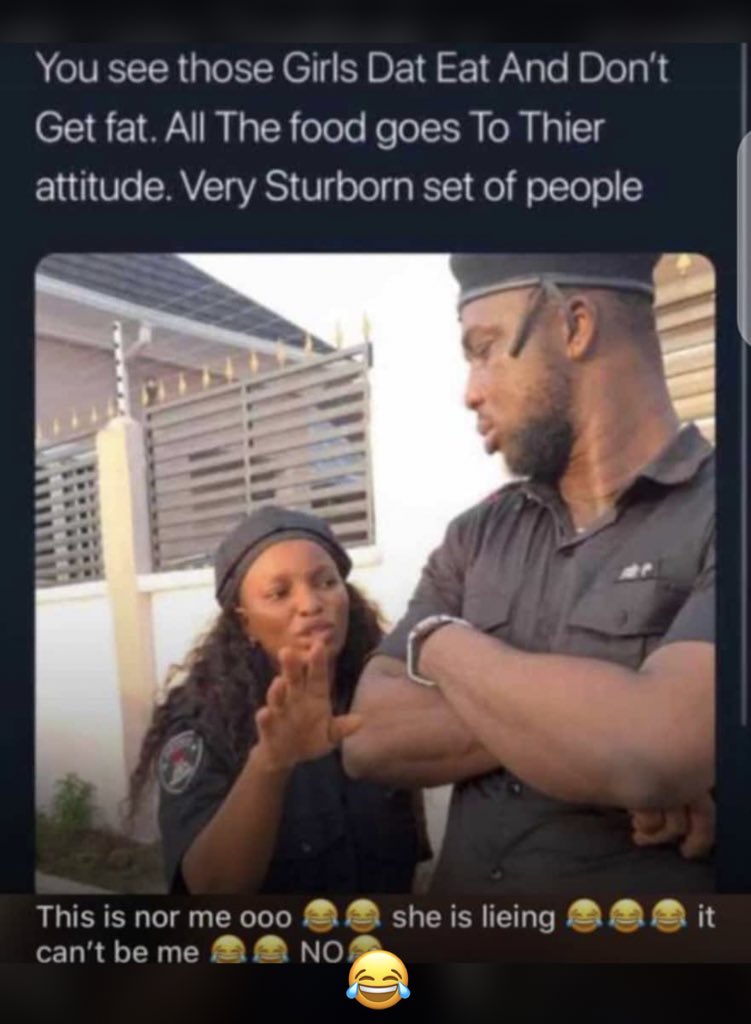 You see those Girls Dat Eat And Don't
Get fat. All The food goes To Thier
attitude. Very Sturborn set of people
This is nor me ooo 😂😂 she is lieing 😂😂😂 it
can't be me 😂😂 NO😂
😂